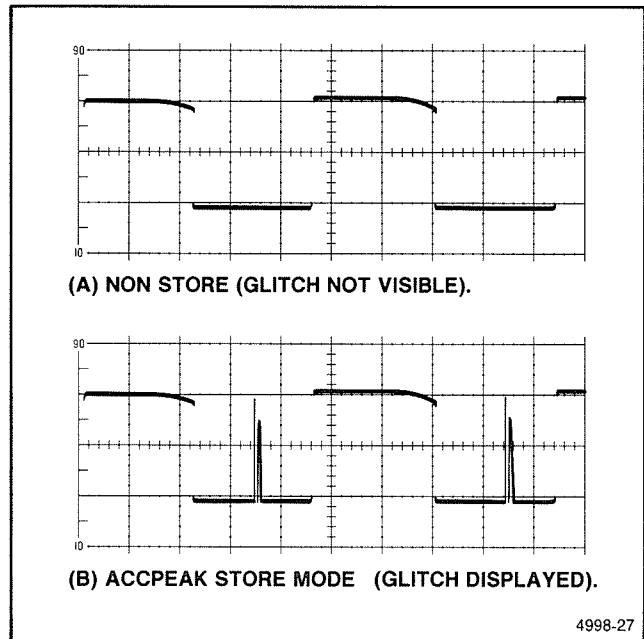 90
10
(A) NON STORE (GLITCH NOT VISIBLE).
90
10
(B) ACCPEAK STORE MODE (GLITCH DISPLAYED).
4998-27